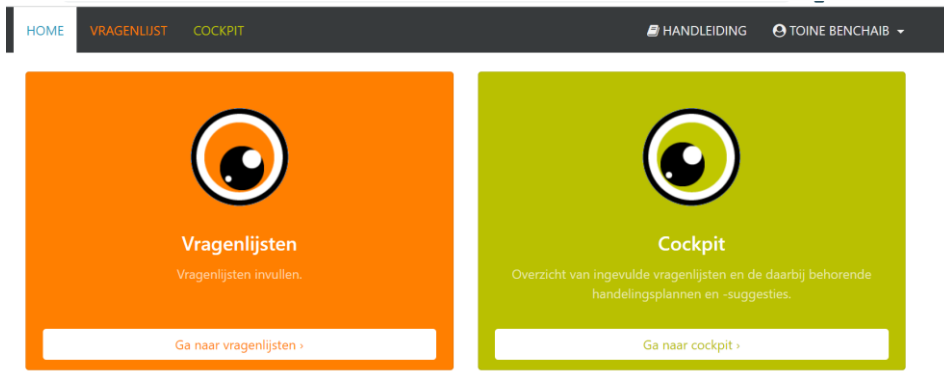 HOME VRAGENLIJST COCKPIT HANDLEIDING TOINE BENCHAIB
Vragenlijsten
Vragenlijsten invullen.
Ga naar vragenlijsten ›
Cockpit
Overzicht van ingevulde vragenlijsten en de daarbij behorende
handelingsplannen en -suggesties.
Ga naar cockpit ›